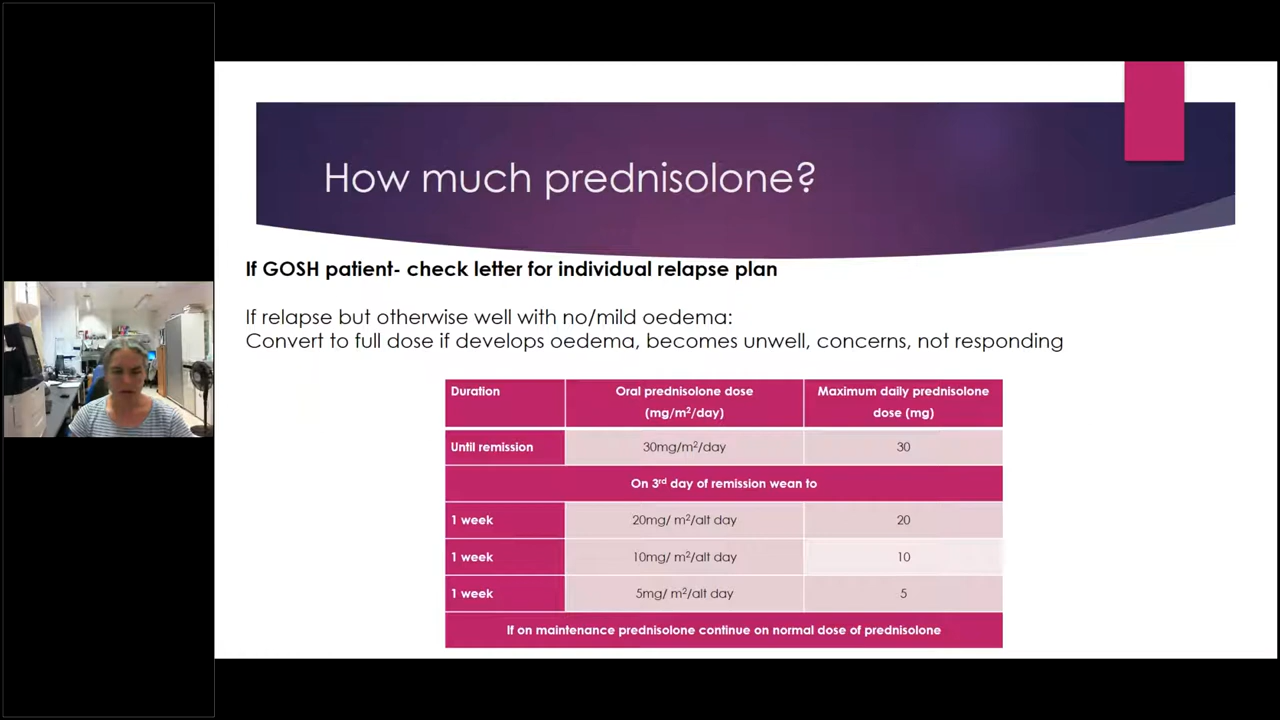 How much prednisolone?
If GOSH patient- check letter for individual relapse plan
If relapse but otherwise well with no/mild oedema:
Convert to full dose if develops oedema, becomes unwell, concerns, not responding
Duration
Oral prednisolone dose
(mg/m²/day)
Maximum daily prednisolone
dose (mg)
Until remission
30mg/m²/day
30
On 3rd day of remission wean to
1 week
20mg/ m²/alt day
20
1 week
10mg/ m²/alt day
10
1 week
5mg/ m²/alt day
5
If on maintenance prednisolone continue on normal dose of prednisolone